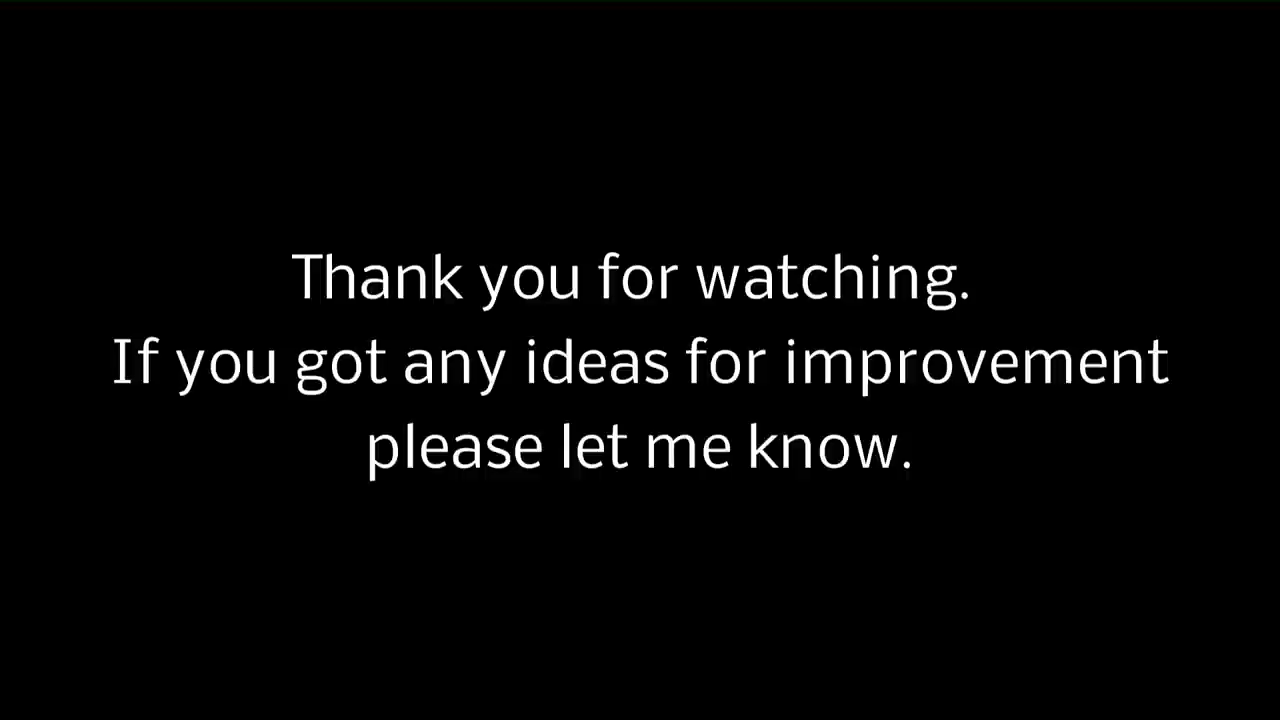 Thank you for watching.
If you got any ideas for improvement
please let me know.